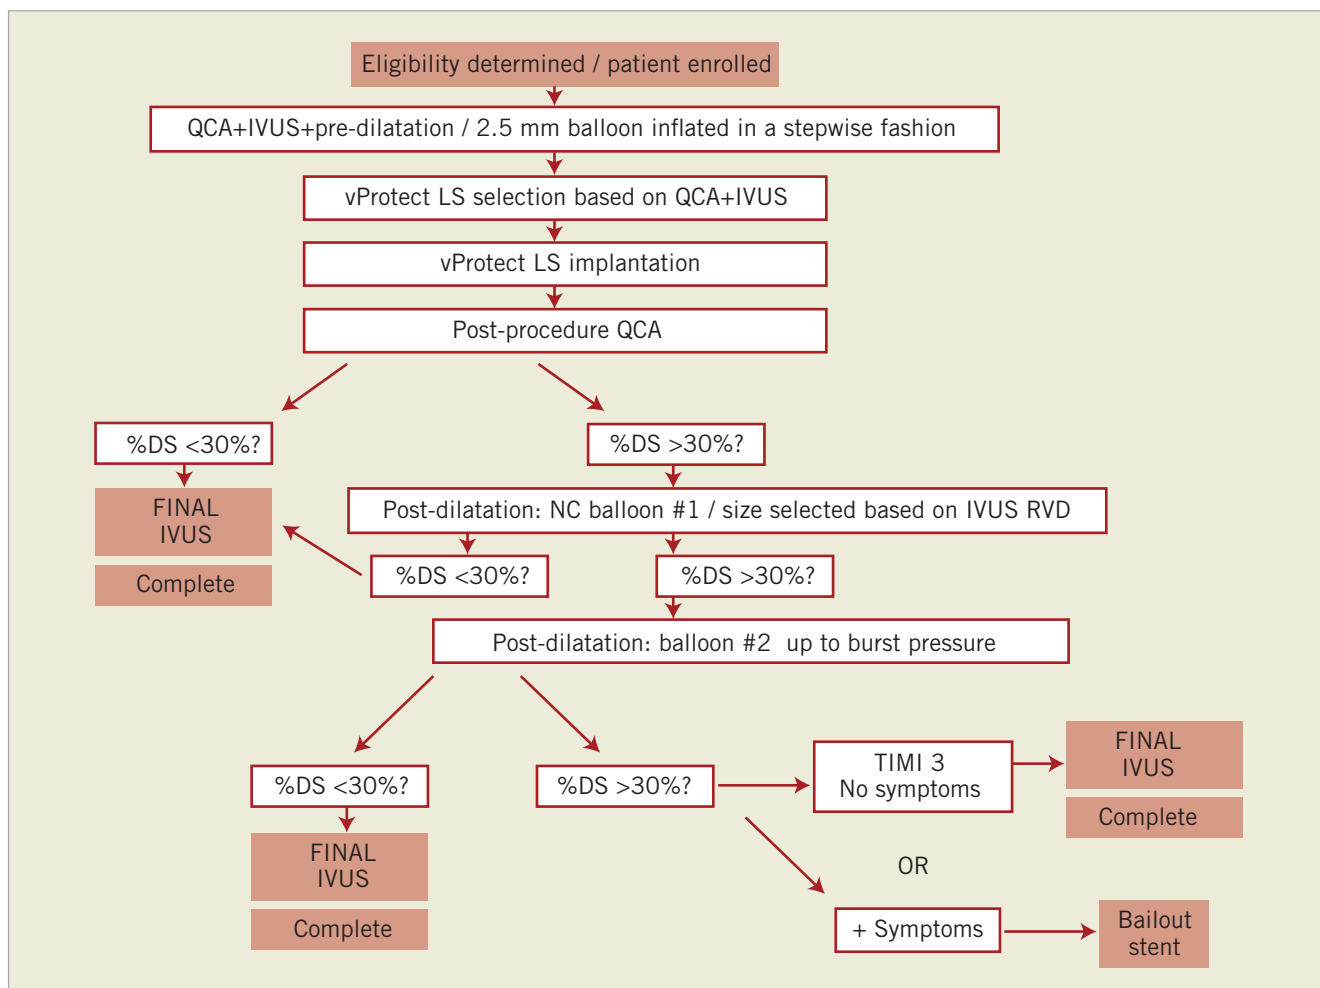 Eligibility determined / patient enrolled
QCA+IVUS+pre-dilatation / 2.5 mm balloon inflated in a stepwise fashion
vProtect LS selection based on QCA+IVUS
vProtect LS implantation
Post-procedure QCA
%DS <30%?
%DS >30%?
FINAL
IVUS
Complete
Post-dilatation: NC balloon #1 / size selected based on IVUS RVD
%DS <30%?
%DS >30%?
Post-dilatation: balloon #2 up to burst pressure
%DS <30%?
%DS >30%?
TIMI 3
No symptoms
FINAL
IVUS
Complete
FINAL
IVUS
Complete
OR
+ Symptoms
Bailout
stent